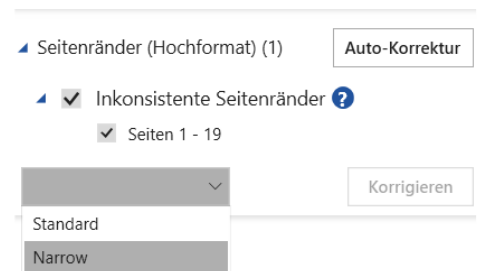 Seitenränder (Hochformat) (1) Auto-Korrektur
Inkonsistente Seitenränder ?
Seiten 1 - 19
Korrigieren
Standard
Narrow